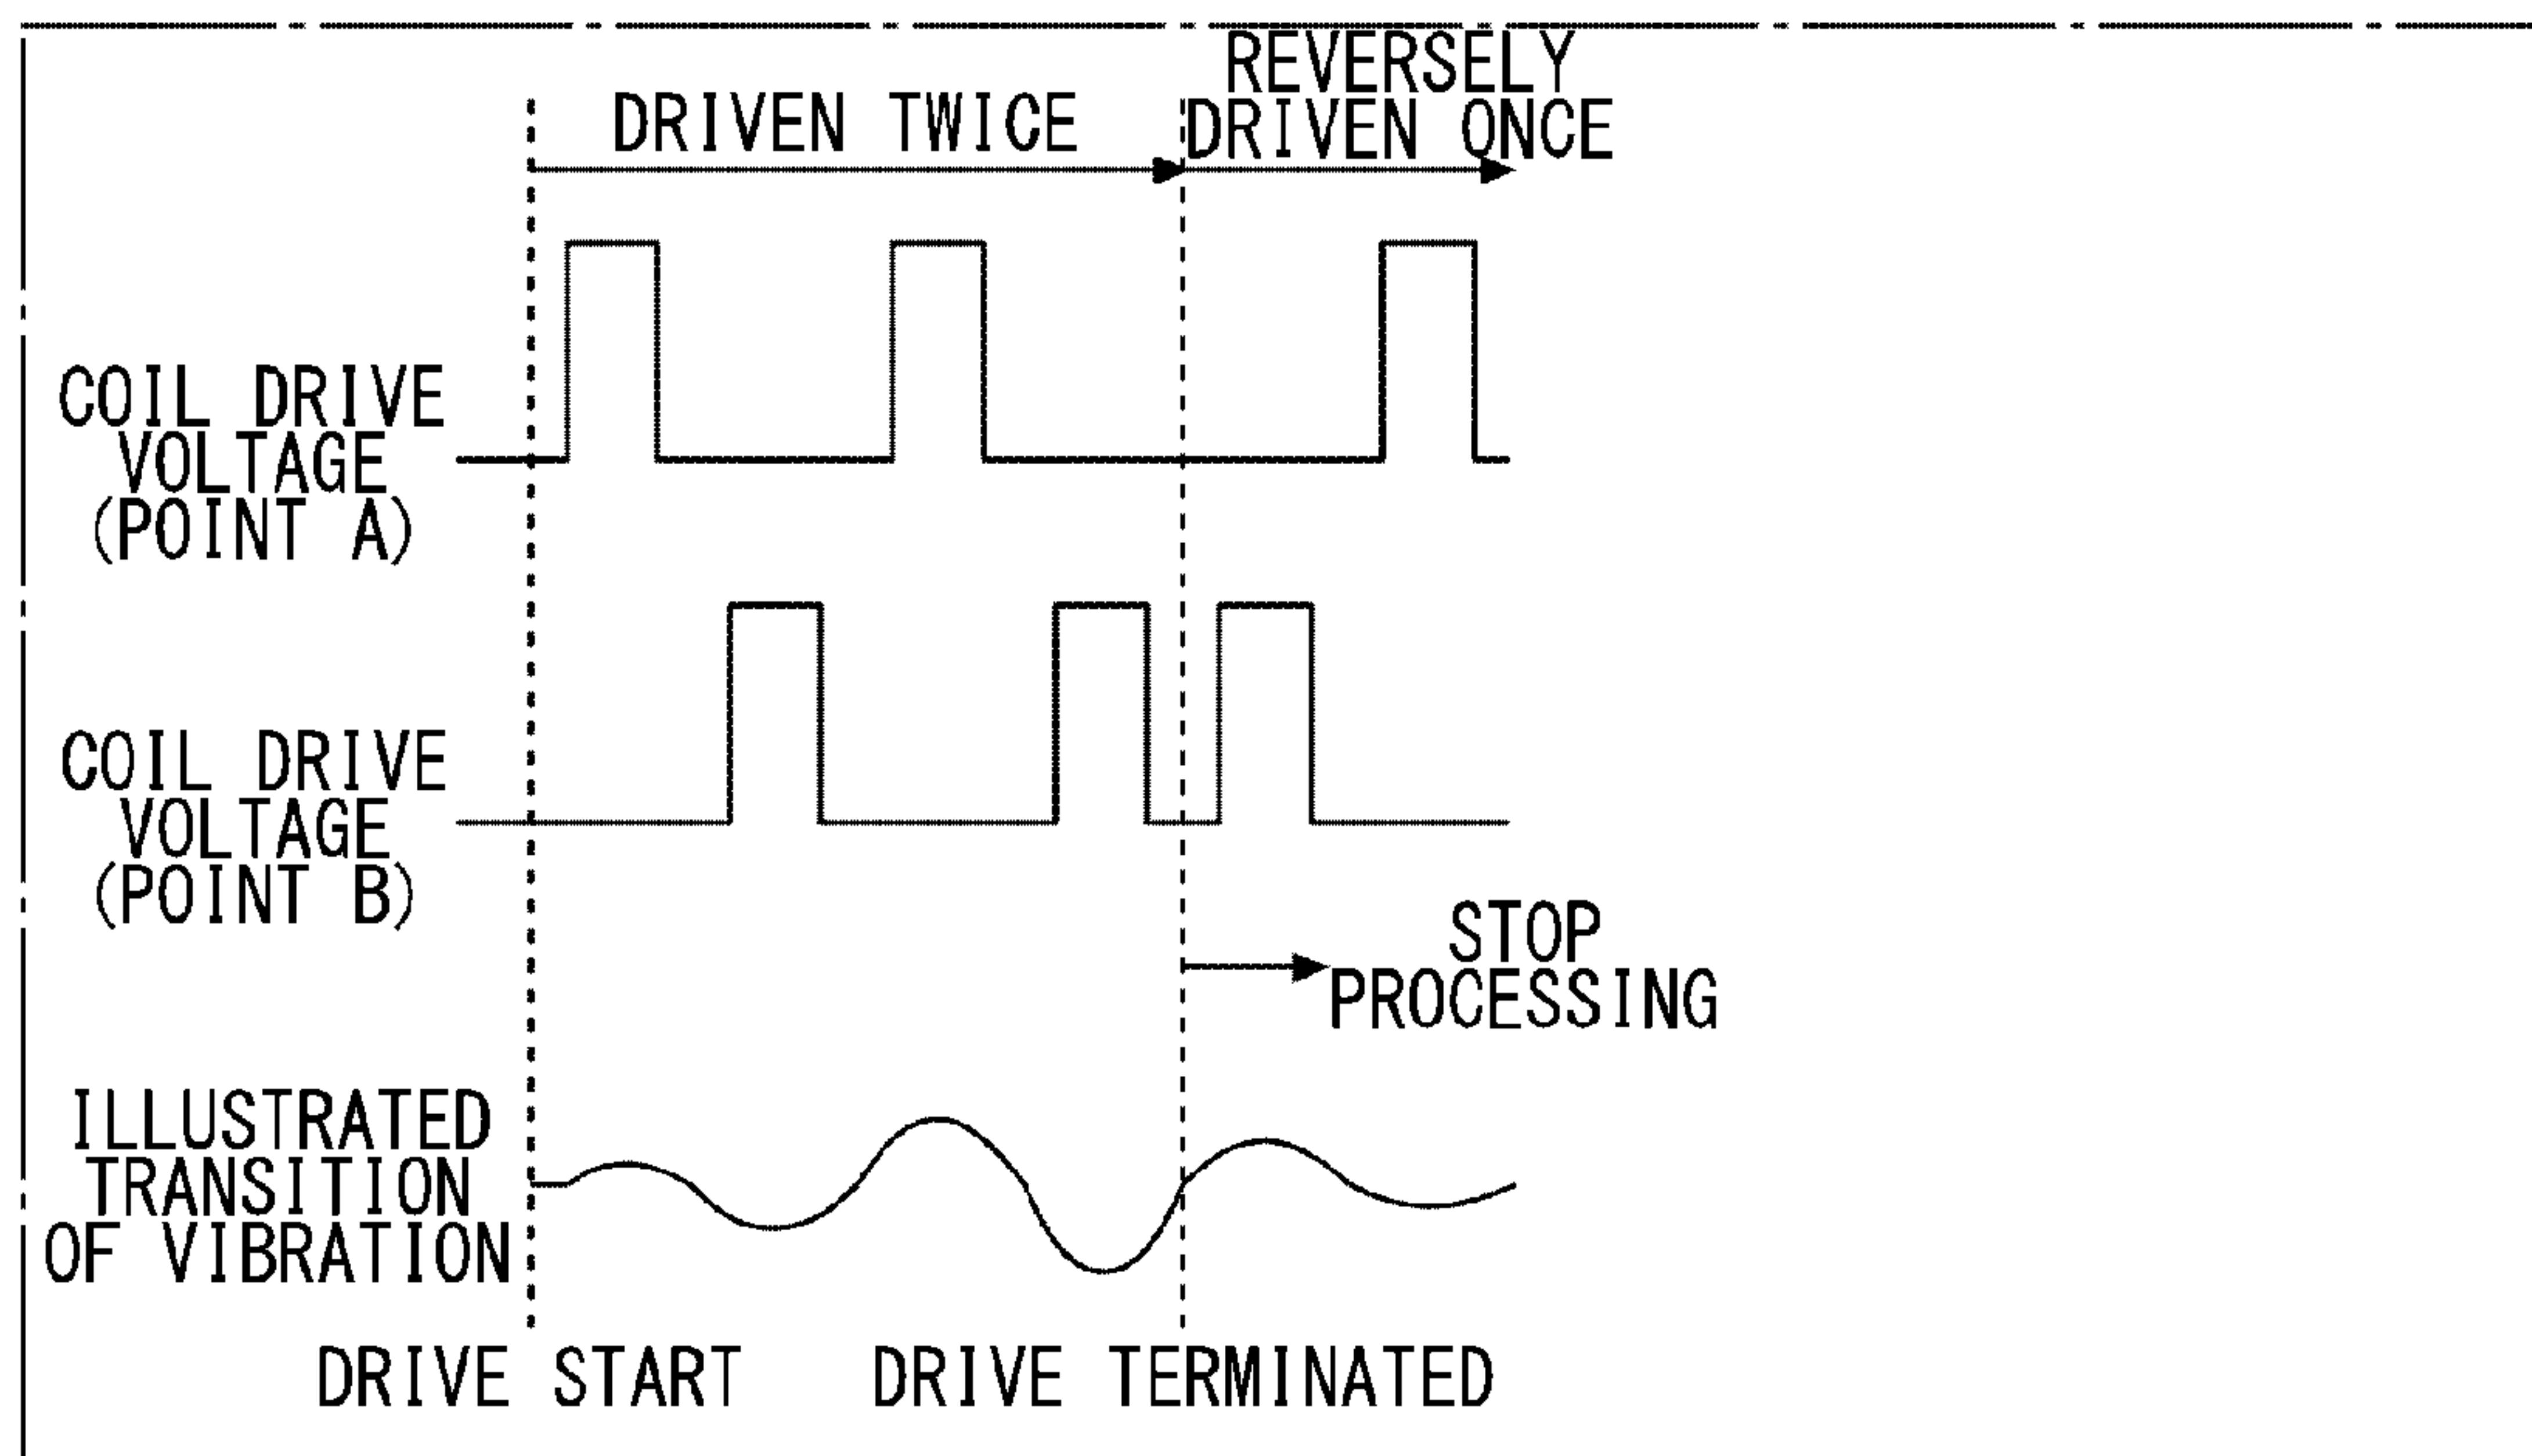 REVERSELY
DRIVEN ONCE
DRIVEN TWICE
COIL DRIVE
VOLTAGE
(POINT A)
COIL DRIVE
VOLTAGE
(POINT B)
STOP
PROCESSING
ILLUSTRATED
TRANSITION
OF VIBRATION
DRIVE START
DRIVE TERMINATED